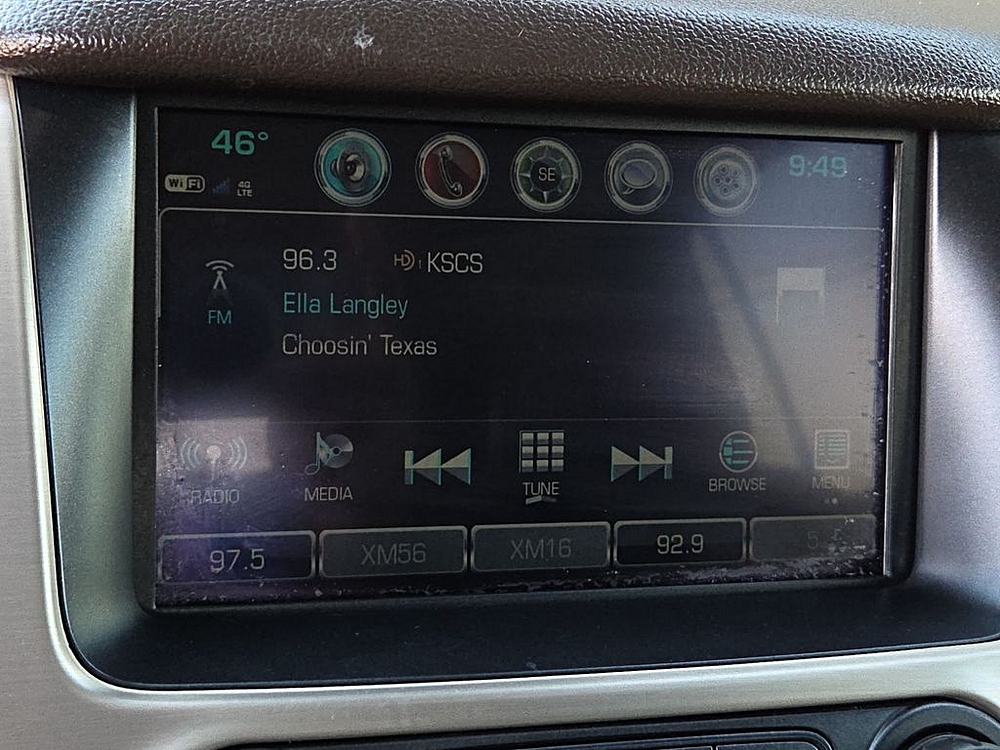 46°
9:49
WiFi
4G
LTE
SE
96.3 HD1 KSCS
FM
Ella Langley
Choosin' Texas
RADIO
MEDIA
TUNE
BROWSE
MENU
97.5
XM56
XM16
92.9